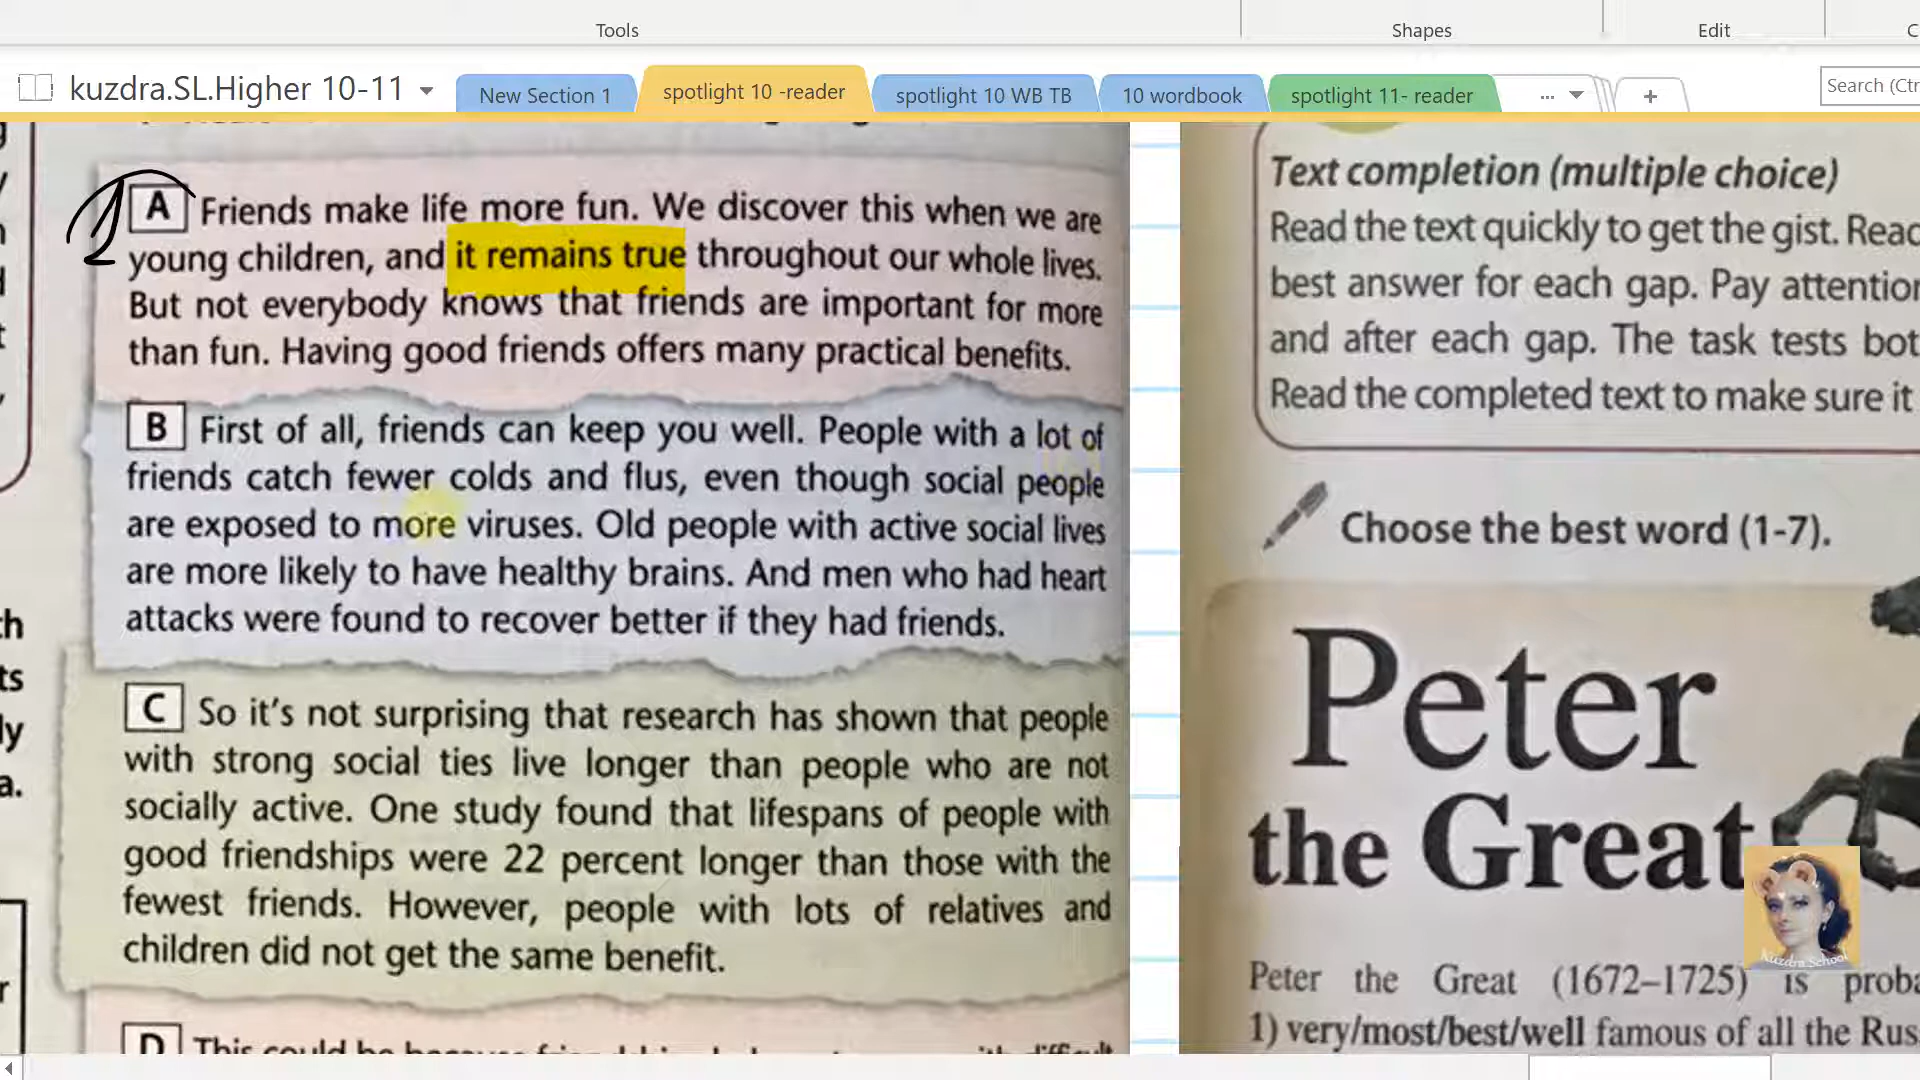 Tools
Shapes
Edit
kuzdra.SL.Higher 10-11
New Section 1
spotlight 10 -reader
spotlight 10 WB TB
10 wordbook
spotlight 11- reader
...
+
Search (Ctr
A Friends make life more fun. We discover this when we are
young children, and it remains true throughout our whole lives.
But not everybody knows that friends are important for more
than fun. Having good friends offers many practical benefits.
B First of all, friends can keep you well. People with a lot of
friends catch fewer colds and flus, even though social people
are exposed to more viruses. Old people with active social lives
are more likely to have healthy brains. And men who had heart
attacks were found to recover better if they had friends.
C So it's not surprising that research has shown that people
with strong social ties live longer than people who are not
socially active. One study found that lifespans of people with
good friendships were 22 percent longer than those with the
fewest friends. However, people with lots of relatives and
children did not get the same benefit.
D This could be because
Text completion (multiple choice)
Read the text quickly to get the gist. Read
best answer for each gap. Pay attention
and after each gap. The task tests bot
Read the completed text to make sure it
Choose the best word (1-7).
Peter
the Great
Kuzdra.School
Peter the Great (1672–1725) is proba
1) very/most/best/well famous of all the Rus